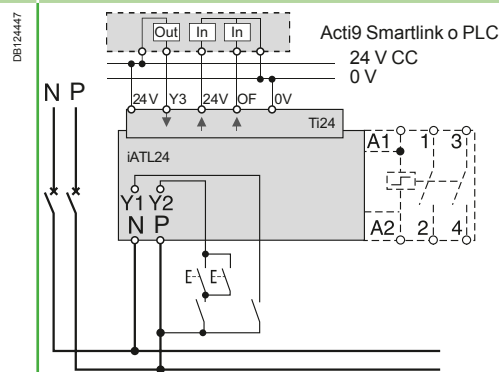 DB124447
Acti9 Smartlink o PLC
Out In In
24 V CC
0 V
N P
24V Y3 24V OF 0V
Ti24
iATL24
A1 1 3
Y1 Y2
N P
A2 2 4
E E